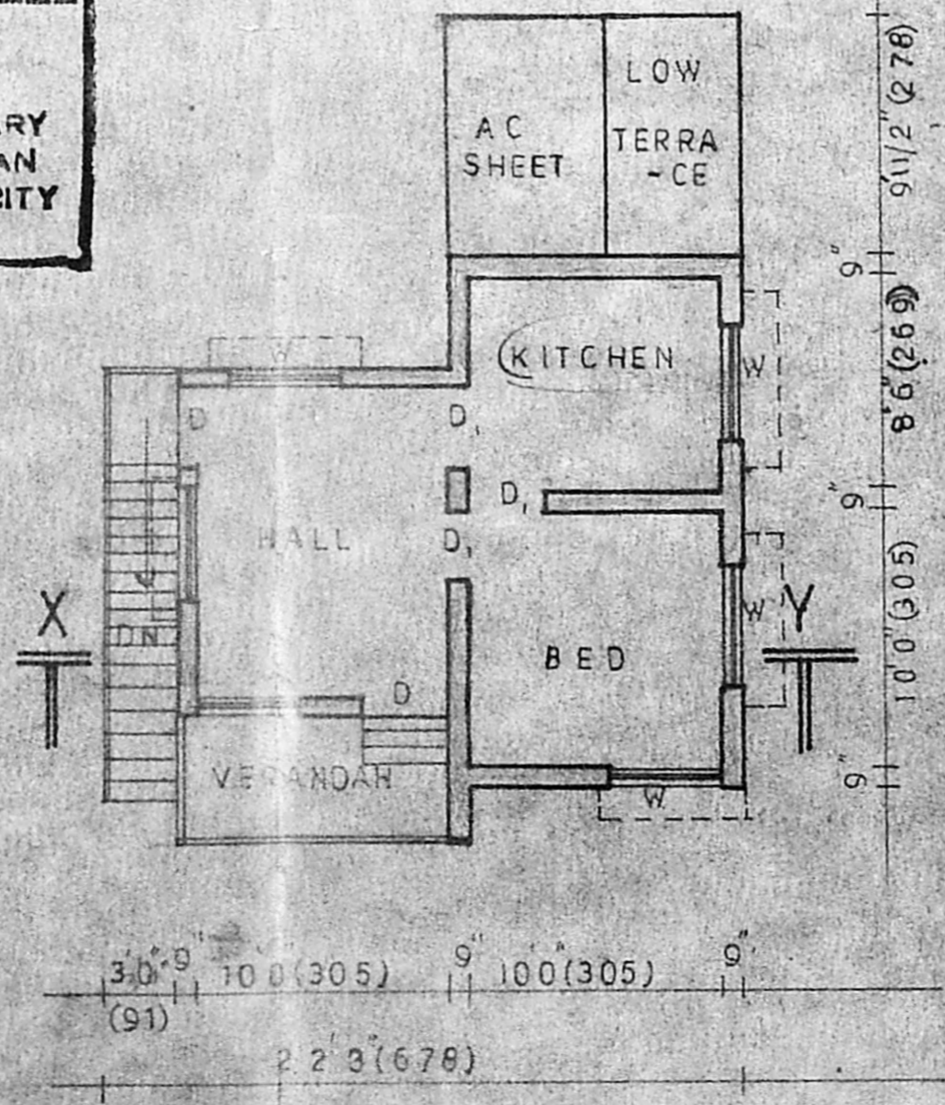 RY
AN
CITY
LOW
AC
SHEET
TERRA
-CE
9'11/2"(278)
9"
W
KITCHEN
W
8'6"(269)
D
D1
D1
9"
HALL
D1
X
W
Y
10'0"(305)
DN
BED
D
VERANDAH
W
9"
3'0" 9" 10'0(305) 9" 10'0"(305) 9"
(91)
22'3"(678)